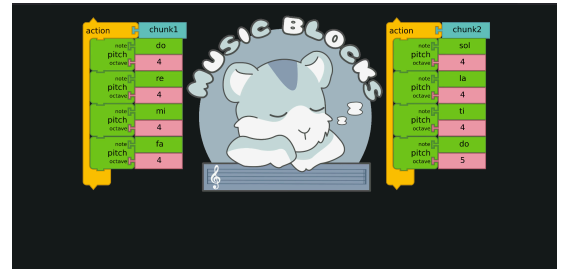 MUSIC BLOCKS
action chunk1
note do
pitch
octave 4
note re
pitch
octave 4
note mi
pitch
octave 4
note fa
pitch
octave 4
action chunk2
note sol
pitch
octave 4
note la
pitch
octave 4
note ti
pitch
octave 4
note do
pitch
octave 5